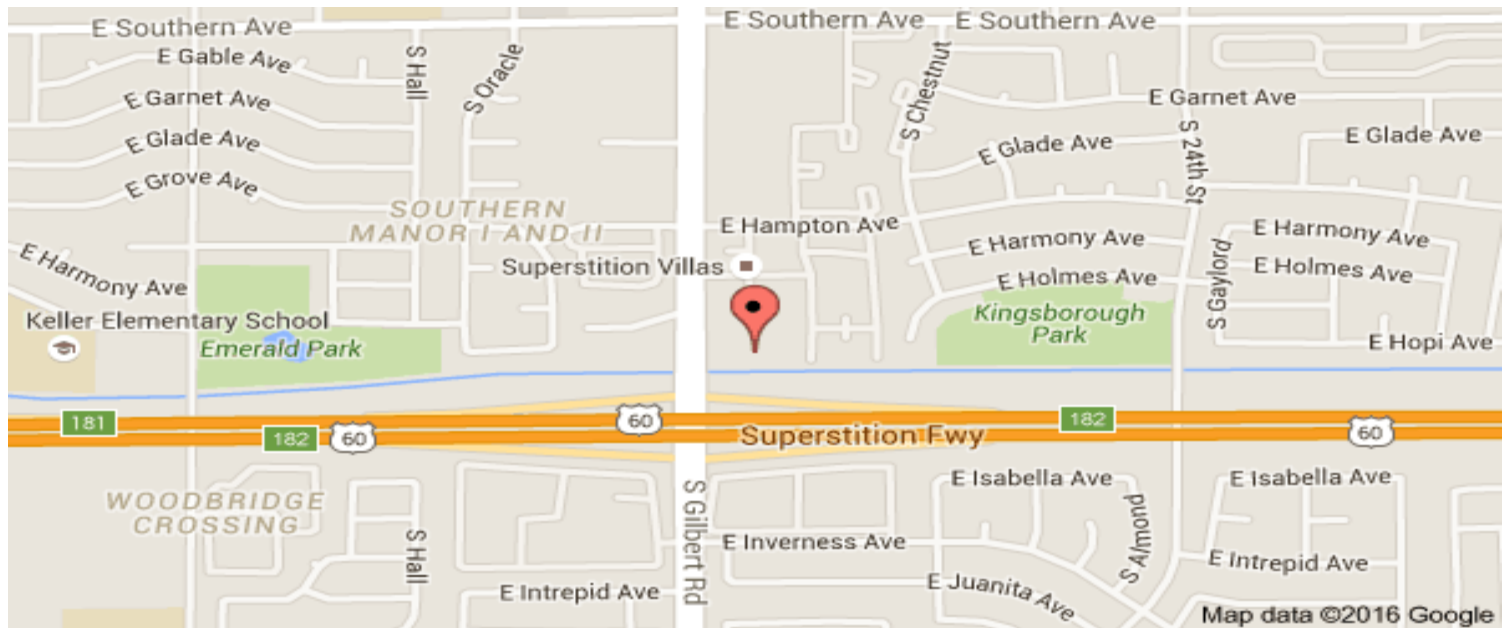 E Southern Ave
E Southern Ave
E Southern Ave
E Gable Ave
S Hall
S Oracle
S Chestnut
E Garnet Ave
E Garnet Ave
E Glade Ave
E Glade Ave
E Glade Ave
S 24th St
E Grove Ave
SOUTHERN
MANOR I AND II
E Hampton Ave
E Harmony Ave
E Harmony Ave
E Harmony Ave
Superstition Villas
E Holmes Ave
E Holmes Ave
S Gaylord
Keller Elementary School
Emerald Park
Kingsborough
Park
E Hopi Ave
181
182
60
60
Superstition Fwy
182
60
WOODBRIDGE
CROSSING
S Hall
S Gilbert Rd
E Isabella Ave
E Isabella Ave
S Almond
E Inverness Ave
E Intrepid Ave
E Intrepid Ave
E Juanita Ave
Map data ©2016 Google